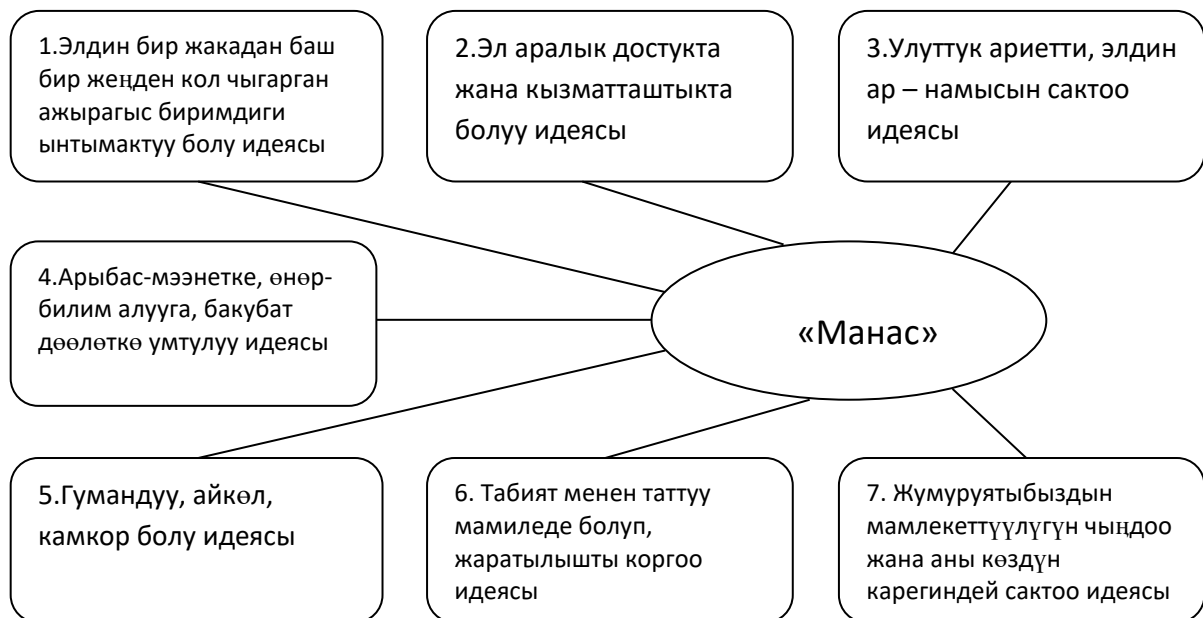 1.Элдин бир жакадан баш
бир жеңден кол чыгарган
ажырагыс биримдиги
ынтымактуу болу идеясы
2.Эл аралык достукта
жана кызматташтыкта
болуу идеясы
3.Улуттук ариетти, элдин
ар – намысын сактоо
идеясы
4.Арыбас-мээнетке, өнөр-
билим алууга, бакубат
дөөлөткө умтулуу идеясы
«Манас»
5.Гумандуу, айкөл,
камкор болу идеясы
6. Табият менен таттуу
мамиледе болуп,
жаратылышты коргоо
идеясы
7. Жумуруятыбыздын
мамлекеттүүлүгүн чыңдоо
жана аны көздүн
карегиндей сактоо идеясы